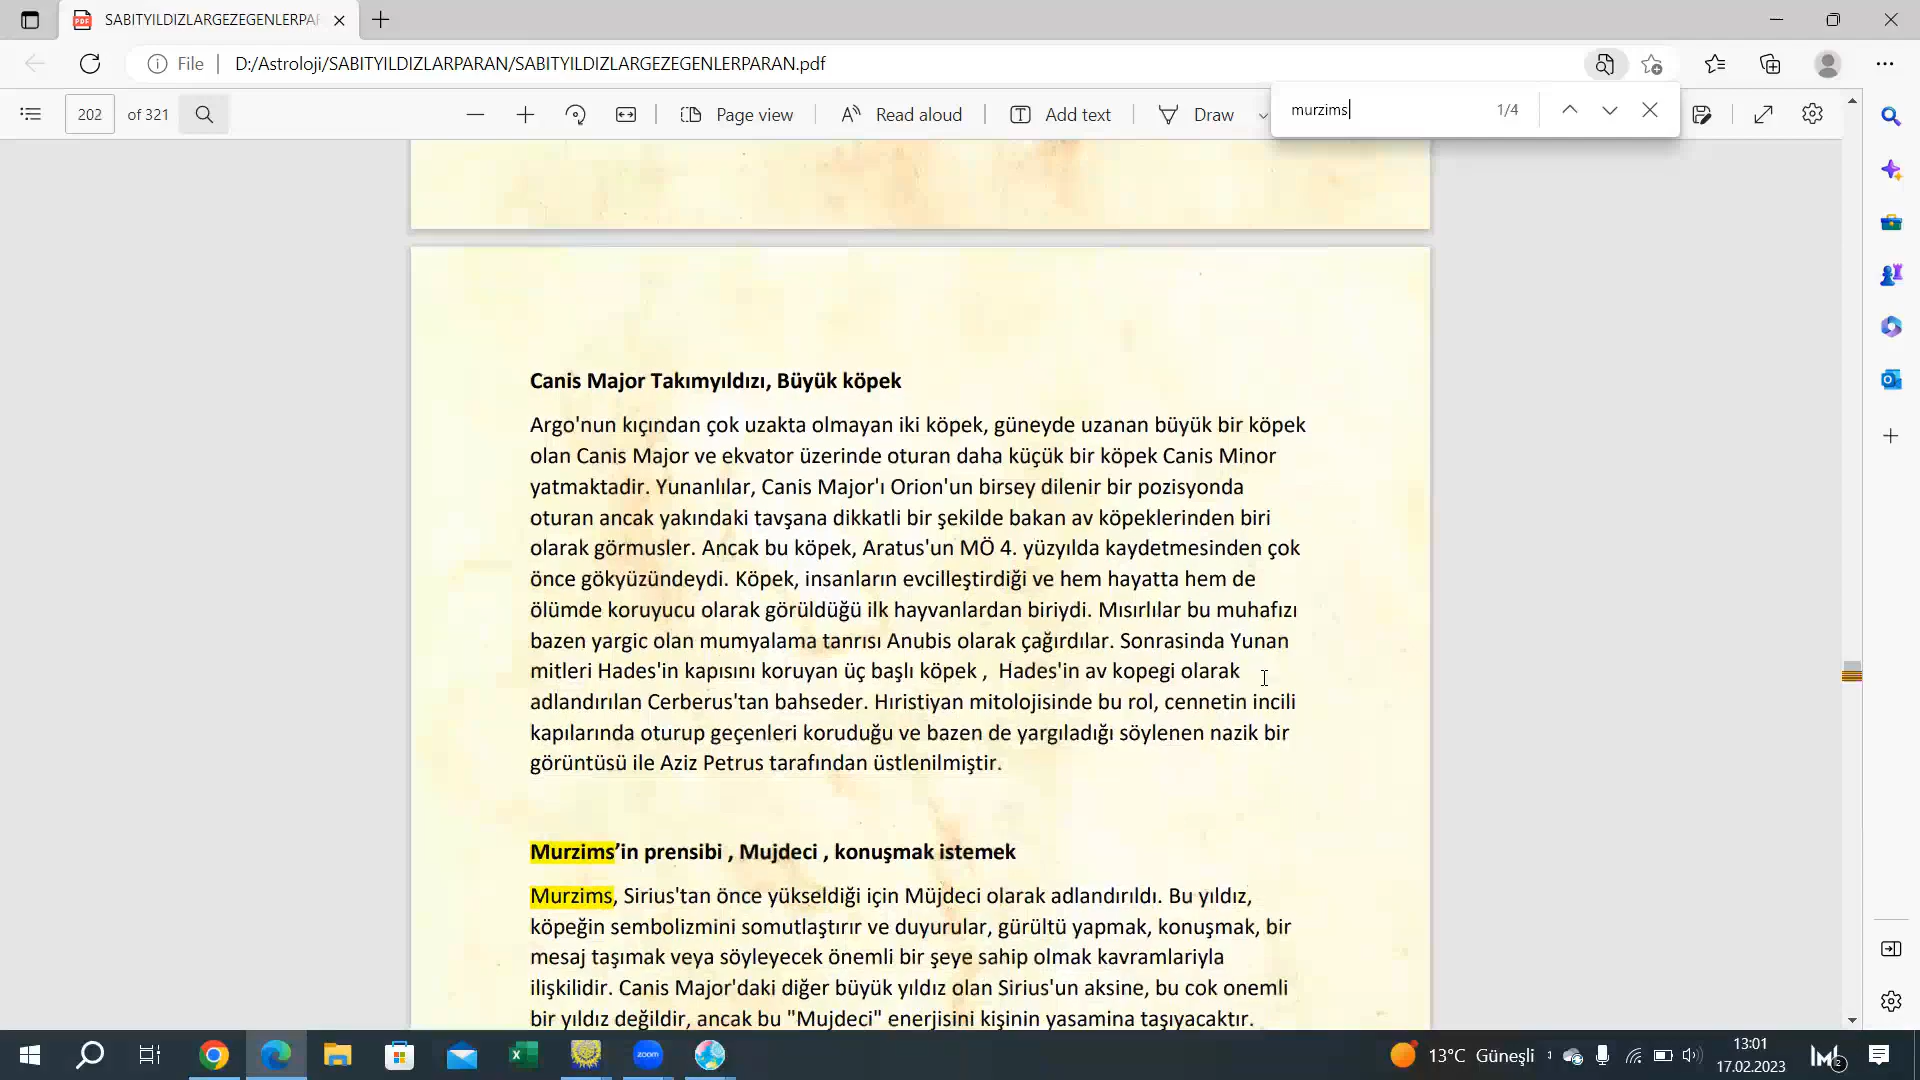 SABITYILDIZLARGEZEGENLERPA
File
D:/Astroloji/SABITYILDIZLARPARAN/SABITYILDIZLARGEZEGENLERPARAN.pdf
202 of 321
Page view
Read aloud
Add text
Draw
murzims
1/4
Canis Major Takımyıldızı, Büyük köpek
Argo'nun kıçından çok uzakta olmayan iki köpek, güneyde uzanan büyük bir köpek
olan Canis Major ve ekvator üzerinde oturan daha küçük bir köpek Canis Minor
yatmaktadir. Yunanlılar, Canis Major'ı Orion'un birsey dilenir bir pozisyonda
oturan ancak yakındaki tavşana dikkatli bir şekilde bakan av köpeklerinden biri
olarak görmusler. Ancak bu köpek, Aratus'un MÖ 4. yüzyılda kaydetmesinden çok
önce gökyüzündeydi. Köpek, insanların evcilleştirdiği ve hem hayatta hem de
ölümde koruyucu olarak görüldüğü ilk hayvanlardan biriydi. Mısırlılar bu muhafızı
bazen yargic olan mumyalama tanrısı Anubis olarak çağırdılar. Sonrasinda Yunan
mitleri Hades'in kapısını koruyan üç başlı köpek ,  Hades'in av kopegi olarak
adlandırılan Cerberus'tan bahseder. Hıristiyan mitolojisinde bu rol, cennetin incili
kapılarında oturup geçenleri koruduğu ve bazen de yargıladığı söylenen nazik bir
görüntüsü ile Aziz Petrus tarafından üstlenilmiştir.
Murzims’in prensibi , Mujdeci , konuşmak istemek
Murzims, Sirius'tan önce yükseldiği için Müjdeci olarak adlandırıldı. Bu yıldız,
köpeğin sembolizmini somutlaştırır ve duyurular, gürültü yapmak, konuşmak, bir
mesaj taşımak veya söyleyecek önemli bir şeye sahip olmak kavramlarıyla
ilişkilidir. Canis Major'daki diğer büyük yıldız olan Sirius'un aksine, bu cok onemli
bir yıldız değildir, ancak bu "Mujdeci" enerjisini kişinin yasamina taşıyacaktır.
zoom
13°C Güneşli
13:01
17.02.2023
2